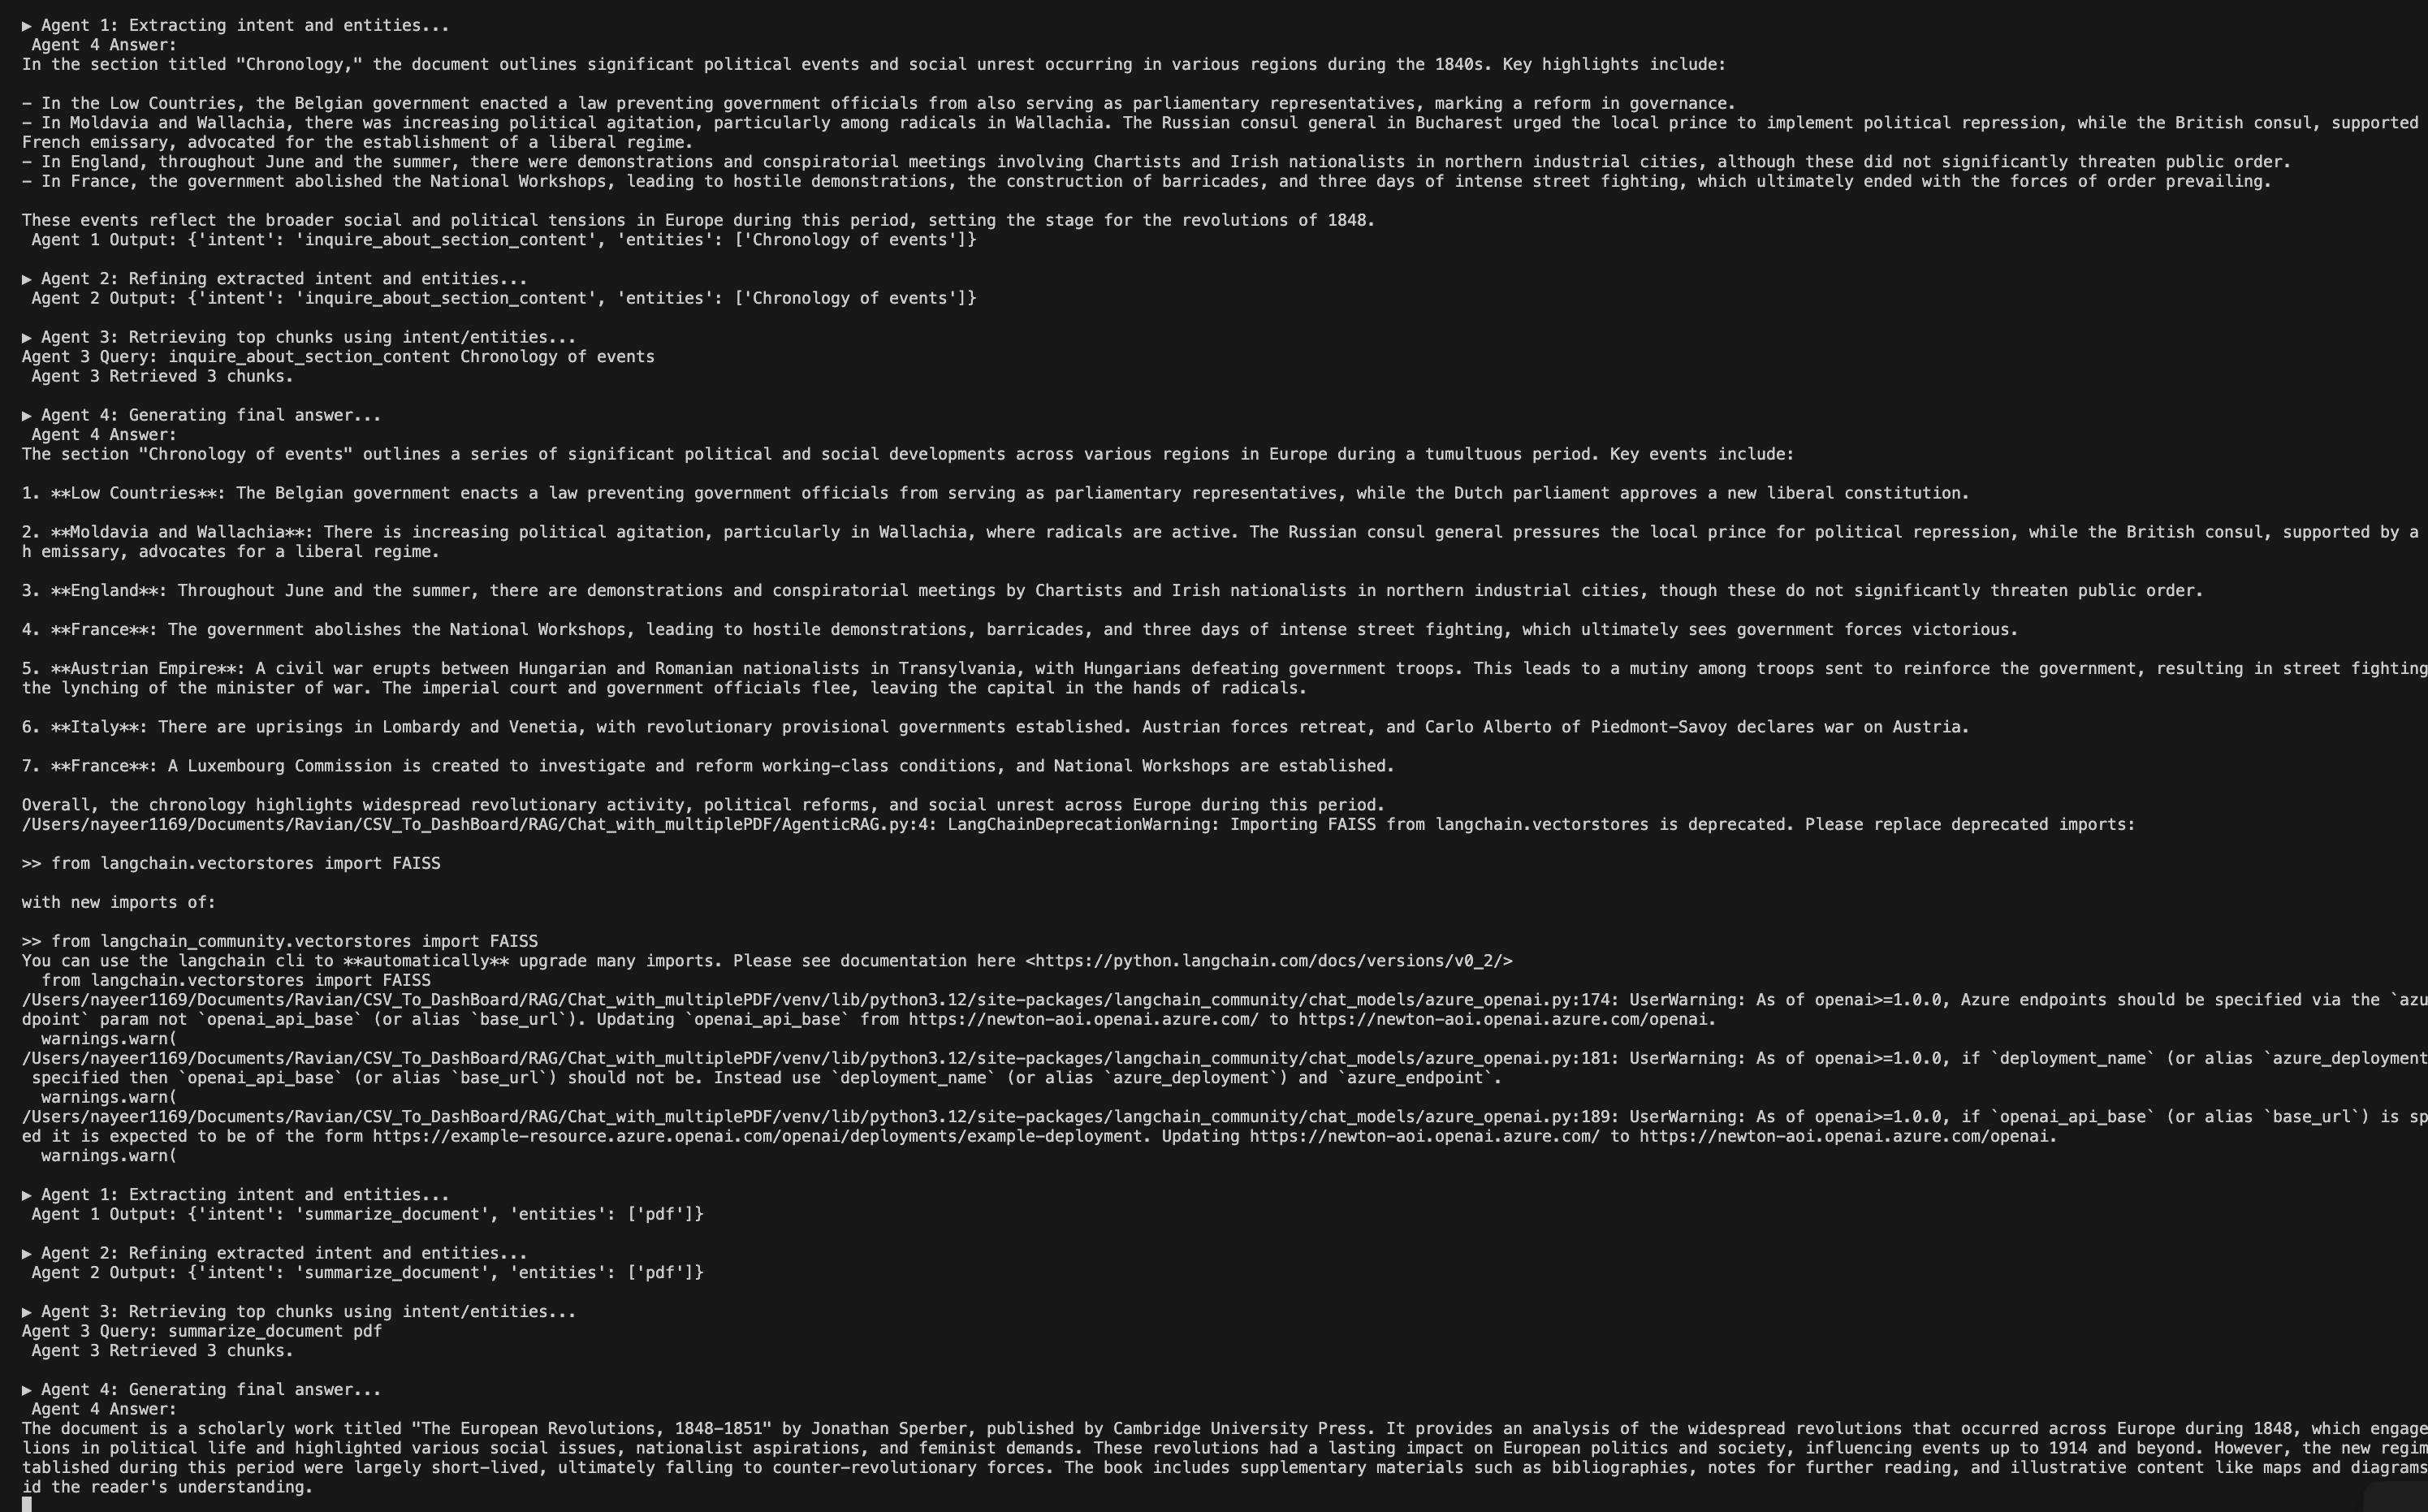 ▶ Agent 1: Extracting intent and entities...
Agent 4 Answer:
In the section titled "Chronology," the document outlines significant political events and social unrest occurring in various regions during the 1840s. Key highlights include:
– In the Low Countries, the Belgian government enacted a law preventing government officials from also serving as parliamentary representatives, marking a reform in governance.
– In Moldavia and Wallachia, there was increasing political agitation, particularly among radicals in Wallachia. The Russian consul general in Bucharest urged the local prince to implement political repression, while the British consul, supported
French emissary, advocated for the establishment of a liberal regime.
– In England, throughout June and the summer, there were demonstrations and conspiratorial meetings involving Chartists and Irish nationalists in northern industrial cities, although these did not significantly threaten public order.
– In France, the government abolished the National Workshops, leading to hostile demonstrations, the construction of barricades, and three days of intense street fighting, which ultimately ended with the forces of order prevailing.
These events reflect the broader social and political tensions in Europe during this period, setting the stage for the revolutions of 1848.
Agent 1 Output: {'intent': 'inquire_about_section_content', 'entities': ['Chronology of events']}
▶ Agent 2: Refining extracted intent and entities...
Agent 2 Output: {'intent': 'inquire_about_section_content', 'entities': ['Chronology of events']}
▶ Agent 3: Retrieving top chunks using intent/entities...
Agent 3 Query: inquire_about_section_content Chronology of events
Agent 3 Retrieved 3 chunks.
▶ Agent 4: Generating final answer...
Agent 4 Answer:
The section "Chronology of events" outlines a series of significant political and social developments across various regions in Europe during a tumultuous period. Key events include:
1. **Low Countries**: The Belgian government enacts a law preventing government officials from serving as parliamentary representatives, while the Dutch parliament approves a new liberal constitution.
2. **Moldavia and Wallachia**: There is increasing political agitation, particularly in Wallachia, where radicals are active. The Russian consul general pressures the local prince for political repression, while the British consul, supported by a
h emissary, advocates for a liberal regime.
3. **England**: Throughout June and the summer, there are demonstrations and conspiratorial meetings by Chartists and Irish nationalists in northern industrial cities, though these do not significantly threaten public order.
4. **France**: The government abolishes the National Workshops, leading to hostile demonstrations, barricades, and three days of intense street fighting, which ultimately sees government forces victorious.
5. **Austrian Empire**: A civil war erupts between Hungarian and Romanian nationalists in Transylvania, with Hungarians defeating government troops. This leads to a mutiny among troops sent to reinforce the government, resulting in street fighting
the lynching of the minister of war. The imperial court and government officials flee, leaving the capital in the hands of radicals.
6. **Italy**: There are uprisings in Lombardy and Venetia, with revolutionary provisional governments established. Austrian forces retreat, and Carlo Alberto of Piedmont–Savoy declares war on Austria.
7. **France**: A Luxembourg Commission is created to investigate and reform working–class conditions, and National Workshops are established.
Overall, the chronology highlights widespread revolutionary activity, political reforms, and social unrest across Europe during this period.
/Users/nayeer1169/Documents/Ravian/CSV_To_DashBoard/RAG/Chat_with_multiplePDF/AgenticRAG.py:4: LangChainDeprecationWarning: Importing FAISS from langchain.vectorstores is deprecated. Please replace deprecated imports:
>> from langchain.vectorstores import FAISS
with new imports of:
>> from langchain_community.vectorstores import FAISS
You can use the langchain cli to **automatically** upgrade many imports. Please see documentation here <https://python.langchain.com/docs/versions/v0_2/>
from langchain.vectorstores import FAISS
/Users/nayeer1169/Documents/Ravian/CSV_To_DashBoard/RAG/Chat_with_multiplePDF/venv/lib/python3.12/site-packages/langchain_community/chat_models/azure_openai.py:174: UserWarning: As of openai>=1.0.0, Azure endpoints should be specified via the `azu
dpoint` param not `openai_api_base` (or alias `base_url`). Updating `openai_api_base` from https://newton-aoi.openai.azure.com/ to https://newton-aoi.openai.azure.com/openai.
warnings.warn(
/Users/nayeer1169/Documents/Ravian/CSV_To_DashBoard/RAG/Chat_with_multiplePDF/venv/lib/python3.12/site-packages/langchain_community/chat_models/azure_openai.py:181: UserWarning: As of openai>=1.0.0, if `deployment_name` (or alias `azure_deployment
specified then `openai_api_base` (or alias `base_url`) should not be. Instead use `deployment_name` (or alias `azure_deployment`) and `azure_endpoint`.
warnings.warn(
/Users/nayeer1169/Documents/Ravian/CSV_To_DashBoard/RAG/Chat_with_multiplePDF/venv/lib/python3.12/site-packages/langchain_community/chat_models/azure_openai.py:189: UserWarning: As of openai>=1.0.0, if `openai_api_base` (or alias `base_url`) is sp
ed it is expected to be of the form https://example-resource.azure.openai.com/openai/deployments/example-deployment. Updating https://newton-aoi.openai.azure.com/ to https://newton-aoi.openai.azure.com/openai.
warnings.warn(
▶ Agent 1: Extracting intent and entities...
Agent 1 Output: {'intent': 'summarize_document', 'entities': ['pdf']}
▶ Agent 2: Refining extracted intent and entities...
Agent 2 Output: {'intent': 'summarize_document', 'entities': ['pdf']}
▶ Agent 3: Retrieving top chunks using intent/entities...
Agent 3 Query: summarize_document pdf
Agent 3 Retrieved 3 chunks.
▶ Agent 4: Generating final answer...
Agent 4 Answer:
The document is a scholarly work titled "The European Revolutions, 1848–1851" by Jonathan Sperber, published by Cambridge University Press. It provides an analysis of the widespread revolutions that occurred across Europe during 1848, which engage
lions in political life and highlighted various social issues, nationalist aspirations, and feminist demands. These revolutions had a lasting impact on European politics and society, influencing events up to 1914 and beyond. However, the new regim
tablished during this period were largely short-lived, ultimately falling to counter-revolutionary forces. The book includes supplementary materials such as bibliographies, notes for further reading, and illustrative content like maps and diagrams
id the reader's understanding.